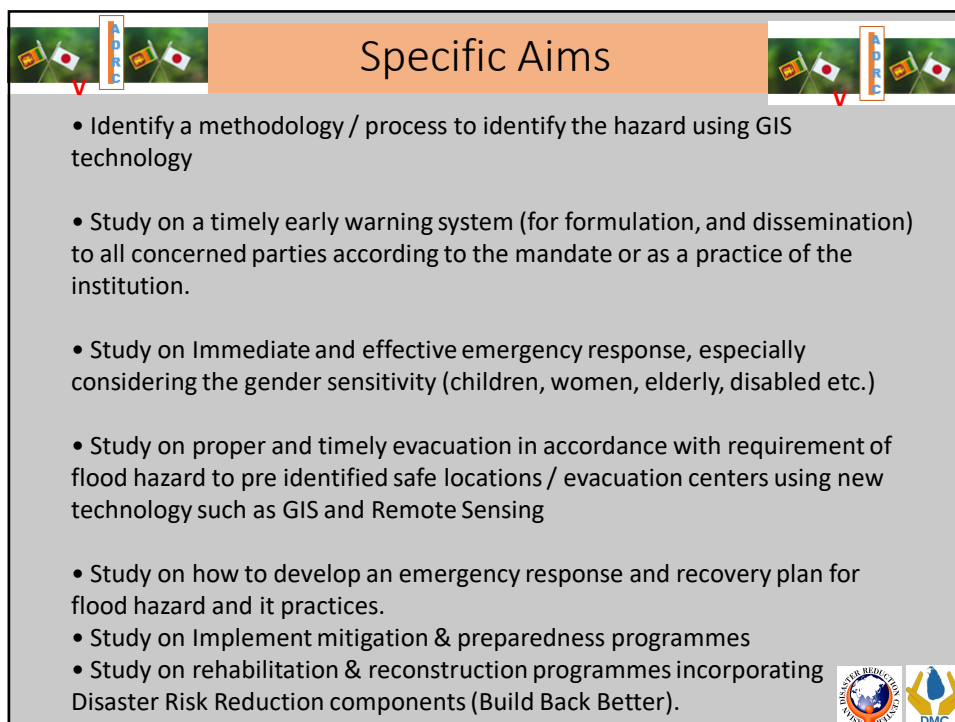 A
D
R
C
V
Specific Aims
A
D
R
C
V
• Identify a methodology / process to identify the hazard using GIS
technology
• Study on a timely early warning system (for formulation, and dissemination)
to all concerned parties according to the mandate or as a practice of the
institution.
• Study on Immediate and effective emergency response, especially
considering the gender sensitivity (children, women, elderly, disabled etc.)
• Study on proper and timely evacuation in accordance with requirement of
flood hazard to pre identified safe locations / evacuation centers using new
technology such as GIS and Remote Sensing
• Study on how to develop an emergency response and recovery plan for
flood hazard and it practices.
• Study on Implement mitigation & preparedness programmes
• Study on rehabilitation & reconstruction programmes incorporating
Disaster Risk Reduction components (Build Back Better).
ASIAN DISASTER REDUCTION CENTER
DMC